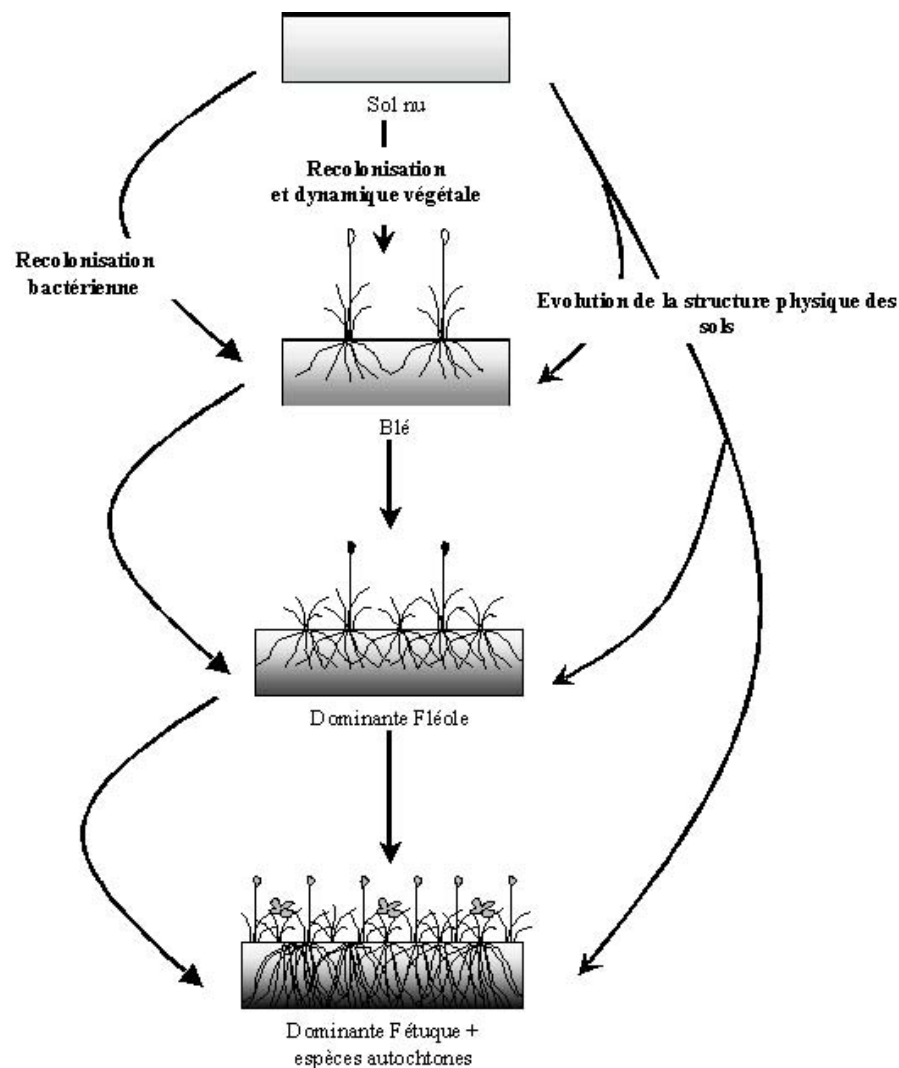 Sol nu
Recolonisation
et dynamique végétale
Recolonisation
bactérienne
Evolution de la structure physique des
sols
Blé
Dominante Fléole
Dominante Fétuque +
espèces autochtones